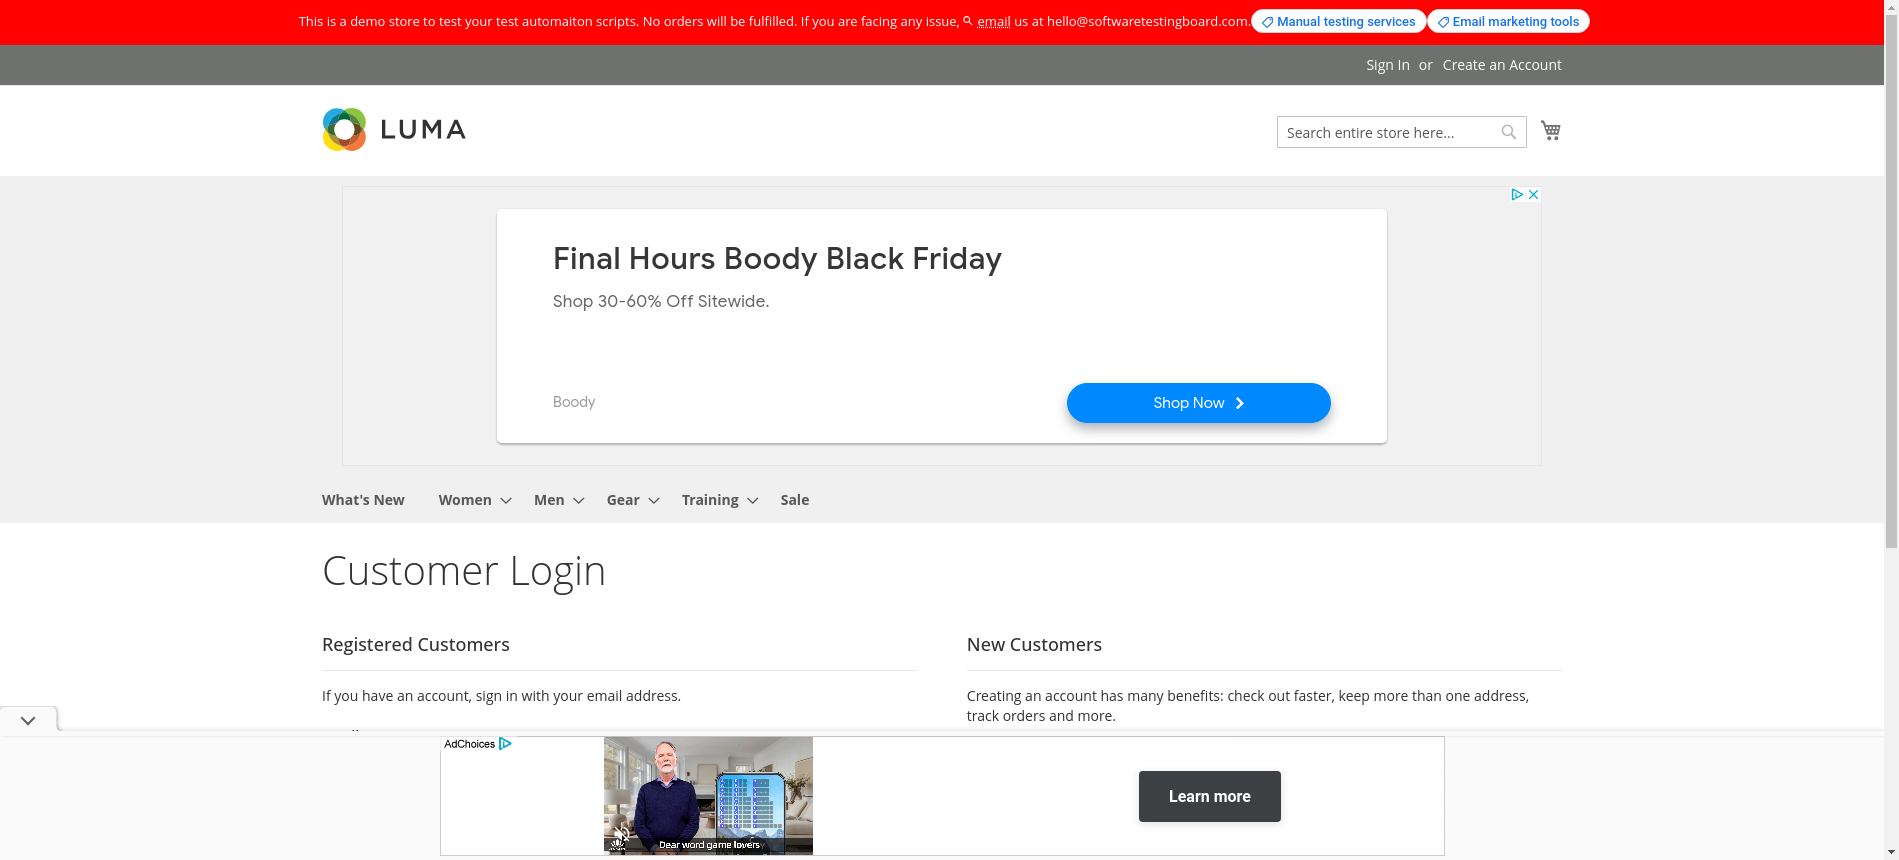 This is a demo store to test your test automaiton scripts. No orders will be fulfilled. If you are facing any issue, email us at hello@softwaretestingboard.com. Manual testing services Email marketing tools
Sign In or Create an Account
LUMA
Search entire store here...
Final Hours Boody Black Friday
Shop 30-60% Off Sitewide.
Boody
Shop Now
What's New Women Men Gear Training Sale
Customer Login
Registered Customers
New Customers
If you have an account, sign in with your email address.
Creating an account has many benefits: check out faster, keep more than one address,
track orders and more.
AdChoices
Learn more
Dear word game lovers